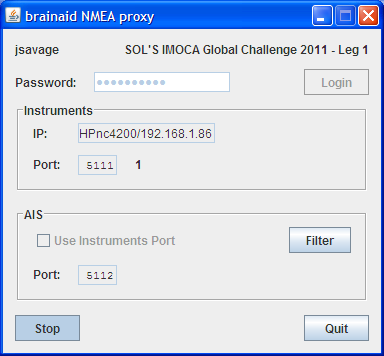 brainaid NMEA proxy
jsavage SOL'S IMOCA Global Challenge 2011 - Leg 1
Password: Login
Instruments
IP: HPnc4200/192.168.1.86
Port: 5111 1
AIS
Use Instruments Port Filter
Port: 5112
Stop Quit